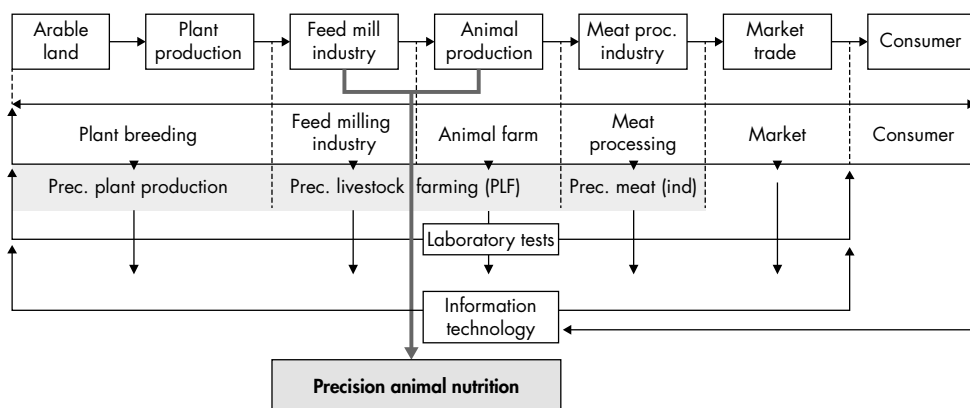 Arable
land
Plant
production
Feed mill
industry
Animal
production
Meat proc.
industry
Market
trade
Consumer
Plant breeding
Feed milling
industry
Animal farm
Meat
processing
Market
Consumer
Prec. plant production
Prec. livestock farming (PLF)
Prec. meat (ind)
Laboratory tests
Information
technology
Precision animal nutrition